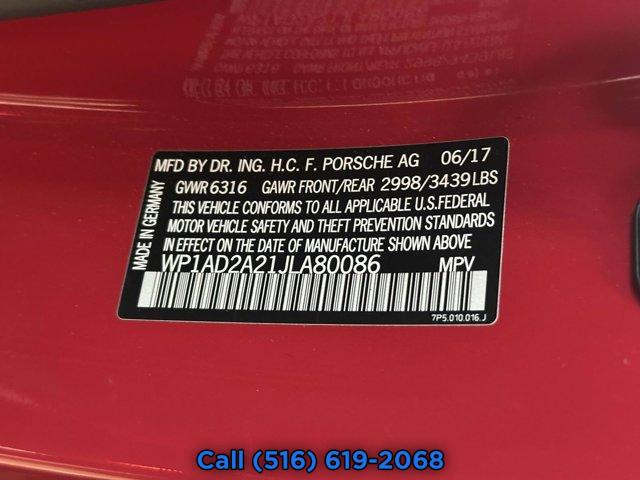 MFD BY DR. ING. H.C. F. PORSCHE AG 06/17
GWWR 6316 GAWR FRONT/REAR 2998/3439 LBS
THIS VEHICLE CONFORMS TO ALL APPLICABLE U.S.FEDERAL
MOTOR VEHICLE SAFETY AND THEFT PREVENTION STANDARDS
IN EFFECT ON THE DATE OF MANUFACTURE SHOWN ABOVE
WP1AD2A21JLA80086 MPV
7P5.010.016.J
MADE IN GERMANY
Call (516) 619-2068